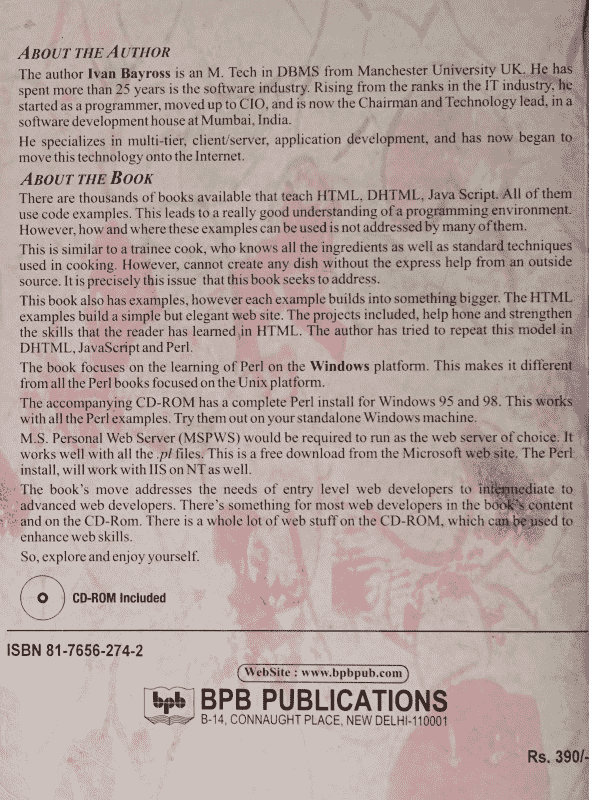 ABOUT THE AUTHOR
The author Ivan Bayross is an M. Tech in DBMS from Manchester University UK. He has
spent more than 25 years is the software industry. Rising from the ranks in the IT industry, he
started as a programmer, moved up to CIO, and is now the Chairman and Technology lead, in a
software development house at Mumbai, India.
He specializes in multi-tier, client/server, application development, and has now began to
move this technology onto the Internet.
ABOUT THE BOOK
There are thousands of books available that teach HTML, DHTML, Java Script. All of them
use code examples. This leads to a really good understanding of a programming environment.
However, how and where these examples can be used is not addressed by many of them.
This is similar to a trainee cook, who knows all the ingredients as well as standard techniques
used in cooking. However, cannot create any dish without the express help from an outside
source. It is precisely this issue that this book seeks to address.
This book also has examples, however each example builds into something bigger. The HTML
examples build a simple but elegant web site. The projects included, help hone and strengthen
the skills that the reader has learned in HTML. The author has tried to repeat this model in
DHTML, JavaScript and Perl.
The book focuses on the learning of Perl on the Windows platform. This makes it different
from all the Perl books focused on the Unix platform.
The accompanying CD-ROM has a complete Perl install for Windows 95 and 98. This works
with all the Perl examples. Try them out on your standalone Windows machine.
M.S. Personal Web Server (MSPWS) would be required to run as the web server of choice. It
works well with all the .pl files. This is a free download from the Microsoft web site. The Perl
install, will work with IIS on NT as well.
The book's move addresses the needs of entry level web developers to intermediate to
advanced web developers. There's something for most web developers in the book's content
and on the CD-Rom. There is a whole lot of web stuff on the CD-ROM, which can be used to
enhance web skills.
So, explore and enjoy yourself.
CD-ROM Included
ISBN 81-7656-274-2
WebSite : www.bpbpub.com
bpb BPB PUBLICATIONS
B-14, CONNAUGHT PLACE, NEW DELHI-110001
Rs. 390/-